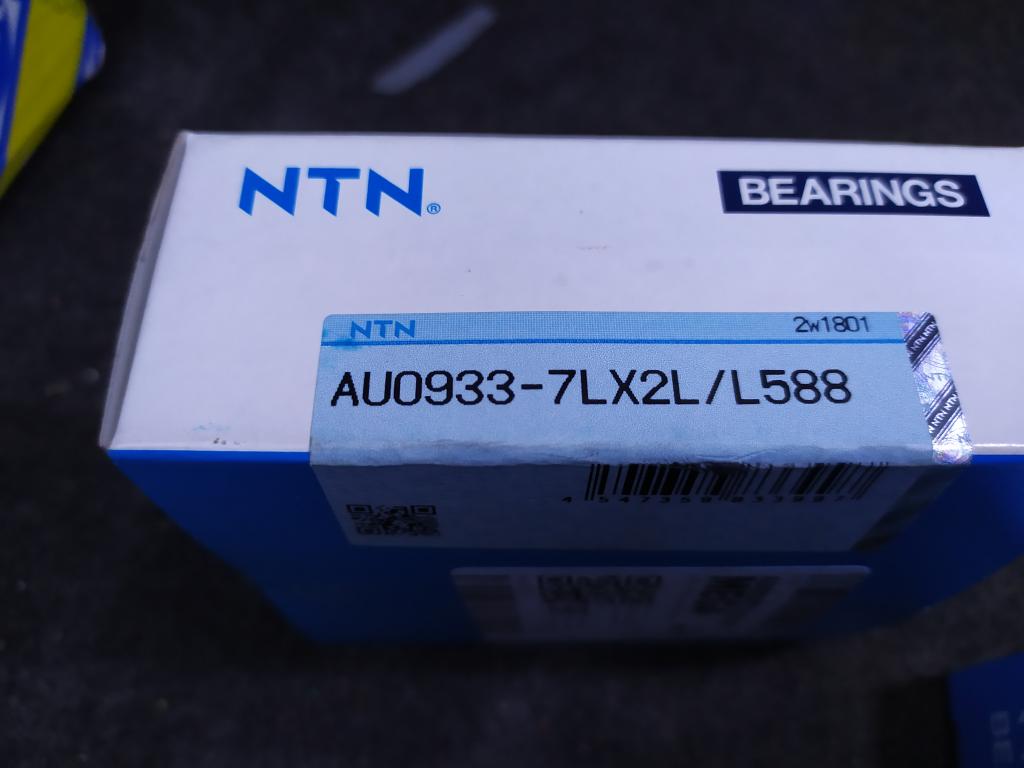 NTN®
BEARINGS
NTN
2w1801
AU0933-7LX2L/L588